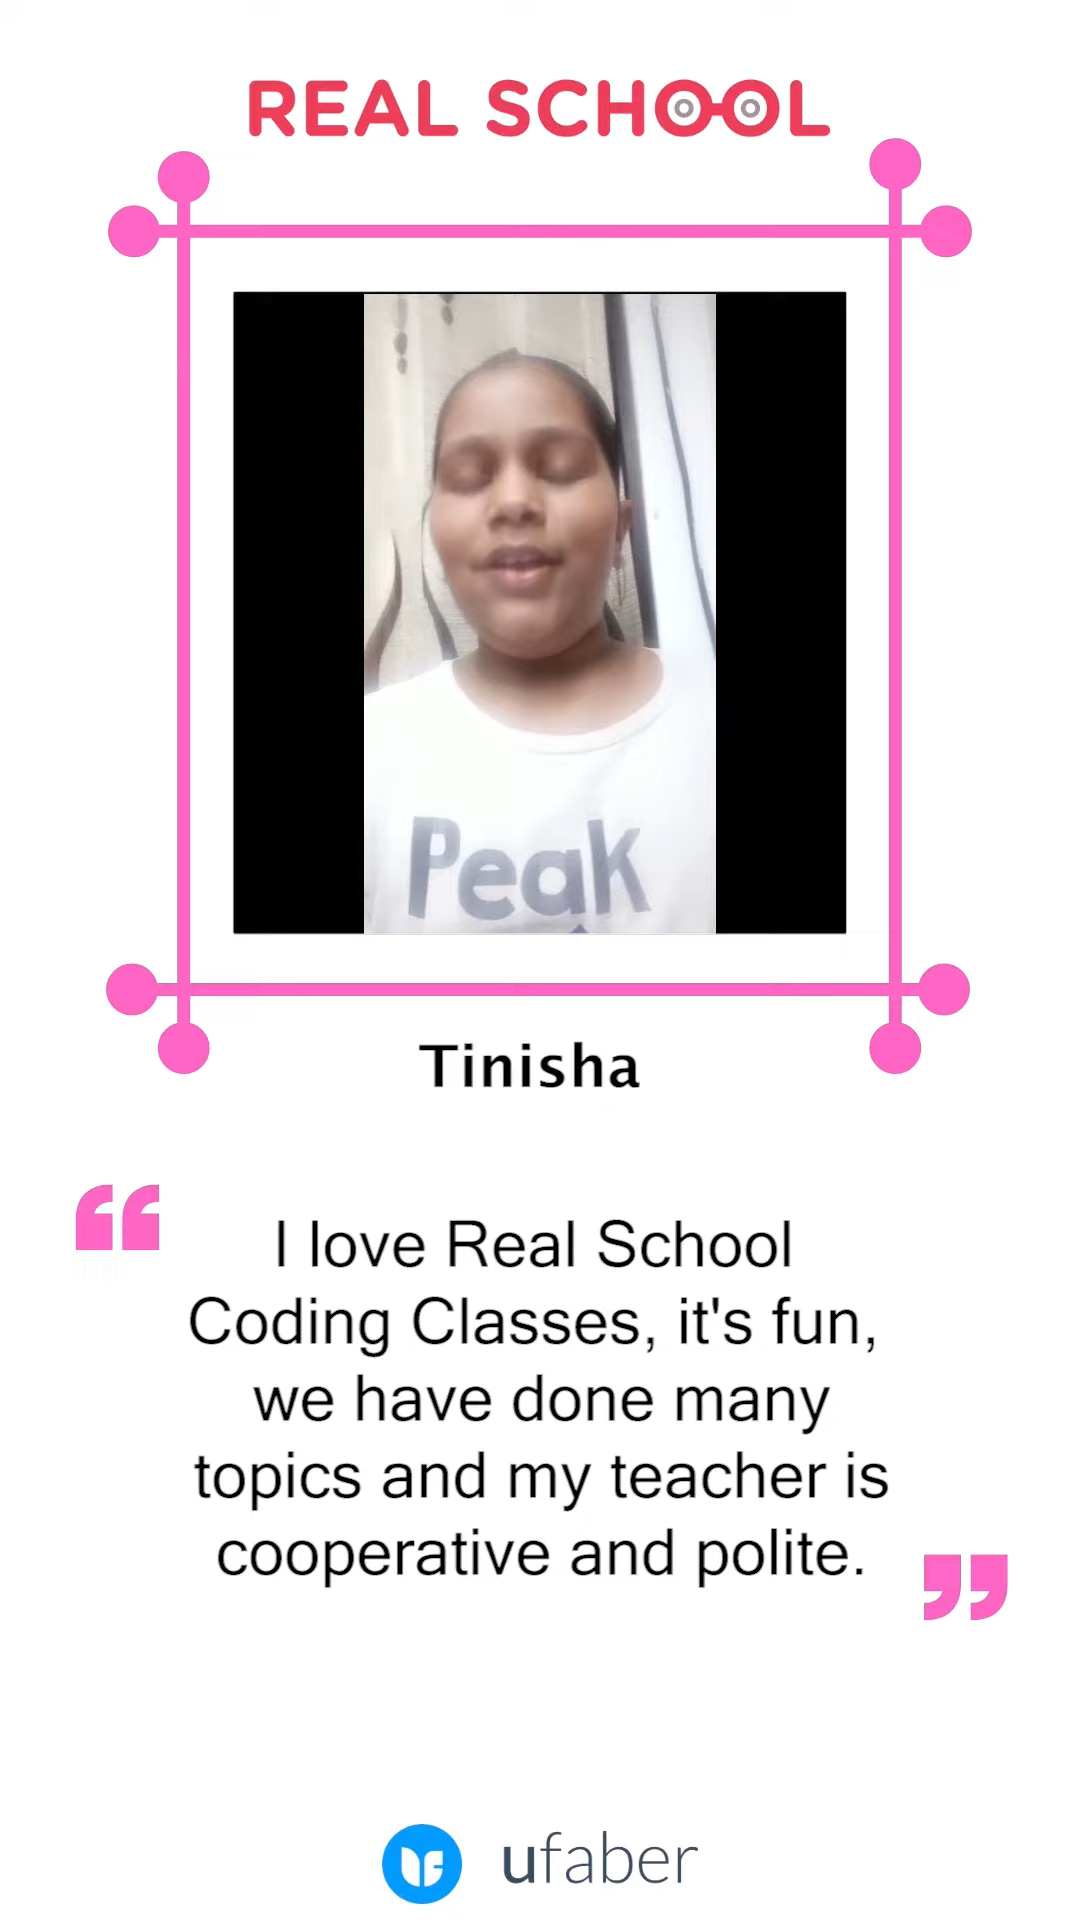 REAL SCHOOL
Peak
Tinisha
I love Real School
Coding Classes, it's fun,
we have done many
topics and my teacher is
cooperative and polite.
ufaber